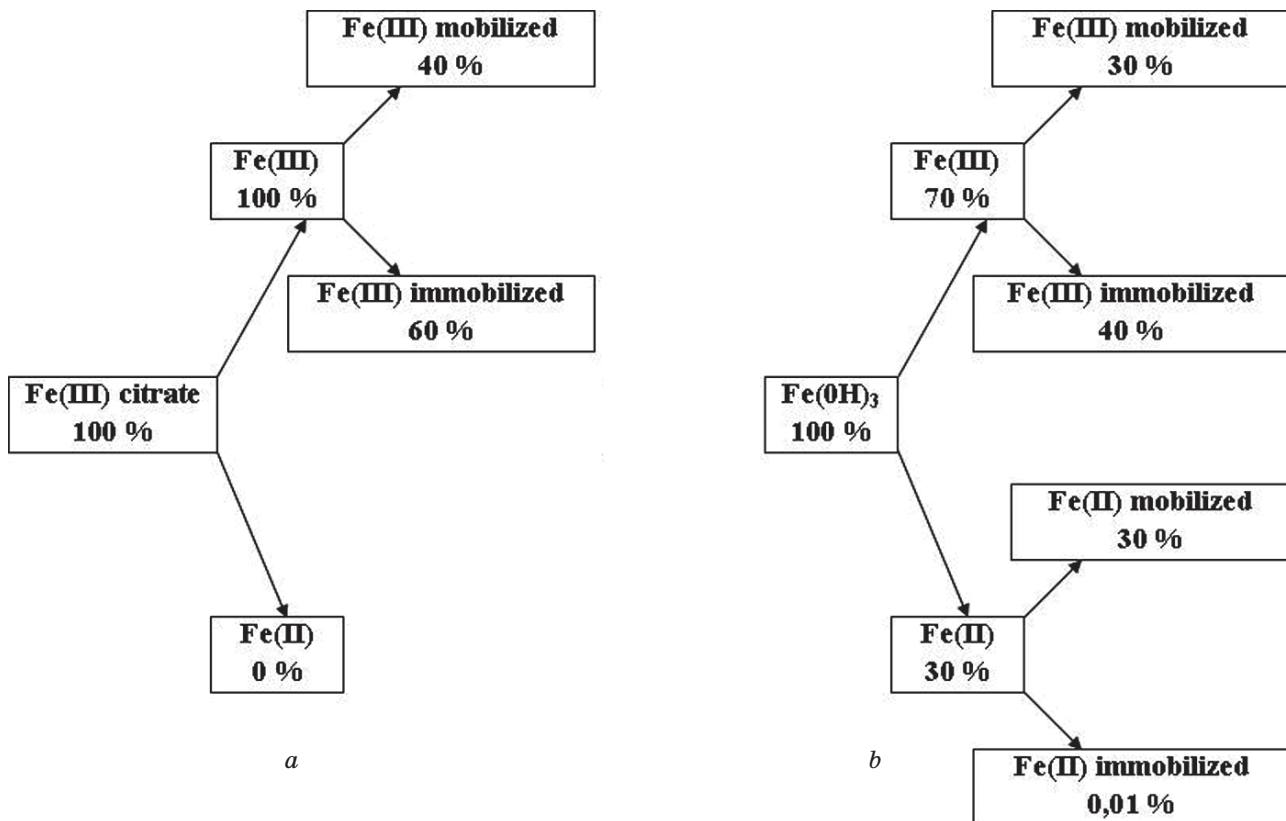 Fe(III) mobilized
40 %
Fe(III)
100 %
Fe(III) immobilized
60 %
Fe(III) citrate
100 %
Fe(II)
0 %
a
Fe(III) mobilized
30 %
Fe(III)
70 %
Fe(III) immobilized
40 %
Fe(0H)₃
100 %
Fe(II) mobilized
30 %
Fe(II)
30 %
Fe(II) immobilized
0,01 %
b